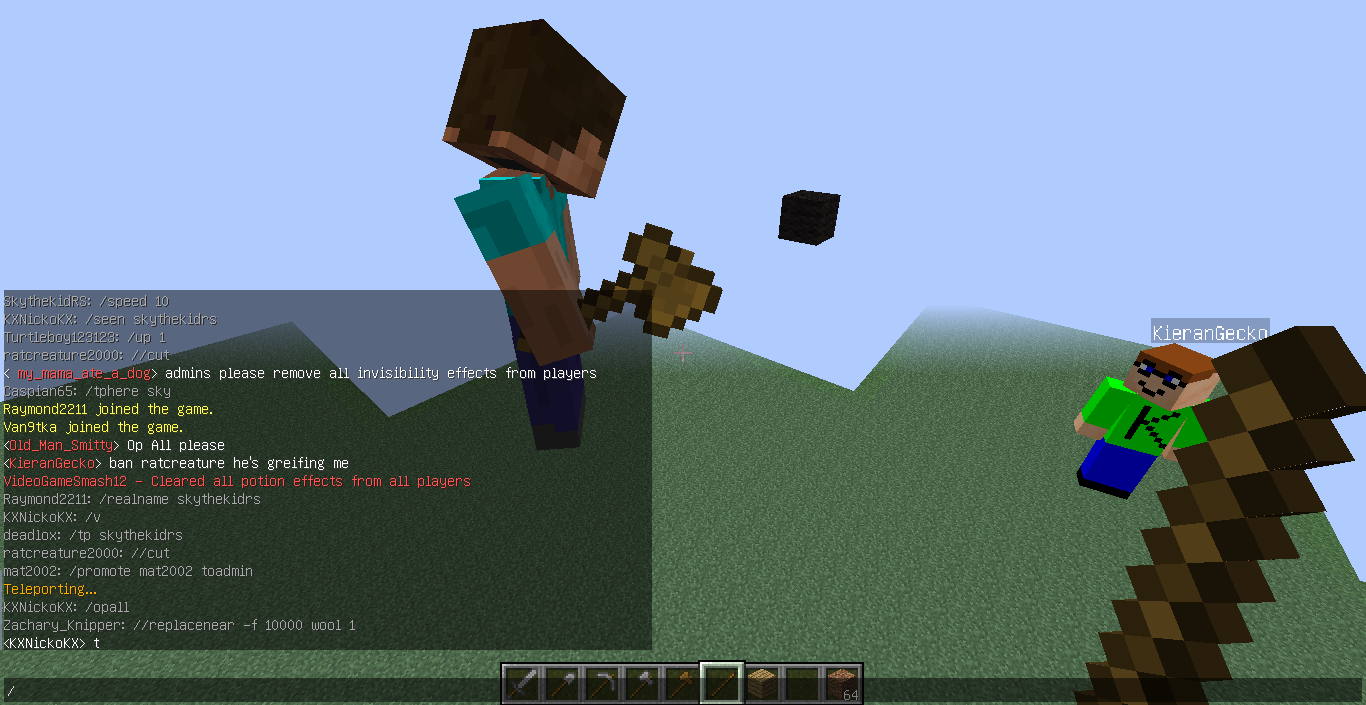 SkythekidRS: /speed 10
KXNickoKX: /seen skythekidrs
Turtleboy123123: /up 1
ratcreature2000: //cut
< my_mama_ate_a_dog> admins please remove all invisibility effects from players
Caspian65: /tphere sky
Raymond2211 joined the game.
Van9tka joined the game.
<Old_Man_Smitty> Op All please
<KieranGecko> ban ratcreature he's greifing me
VideoGameSmash12 - Cleared all potion effects from all players
Raymond2211: /realname skythekidrs
KXNickoKX: /v
deadlox: /tp skythekidrs
ratcreature2000: //cut
mat2002: /promote mat2002 toadmin
Teleporting...
KXNickoKX: /opall
Zachary_Knipper: //replacenear -f 10000 wool 1
<KXNickoKX> t
/
KieranGecko
K
64